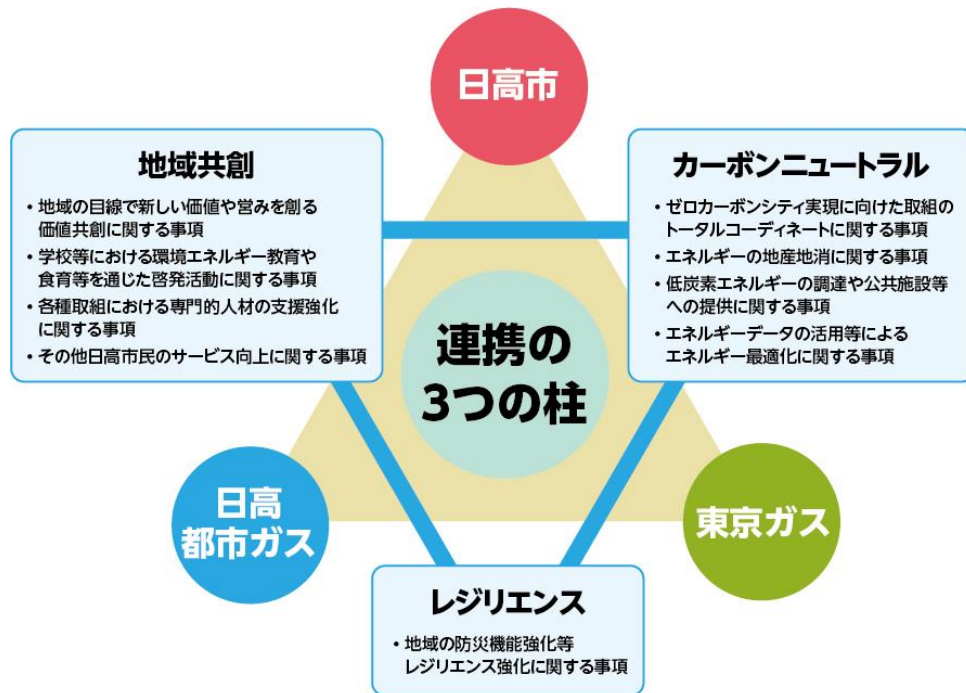 日高市
地域共創
・地域の目線で新しい価値や営みを創る
価値共創に関する事項
・学校等における環境エネルギー教育や
食育等を通じた啓発活動に関する事項
・各種取組における専門的人材の支援強化
に関する事項
・その他日高市民のサービス向上に関する事項
カーボンニュートラル
・ゼロカーボンシティ実現に向けた取組の
トータルコーディネートに関する事項
・エネルギーの地産地消に関する事項
・低炭素エネルギーの調達や公共施設等
への提供に関する事項
・エネルギーデータの活用等による
エネルギー最適化に関する事項
連携の
3つの柱
日高
都市ガス
東京ガス
レジリエンス
・地域の防災機能強化等
レジリエンス強化に関する事項